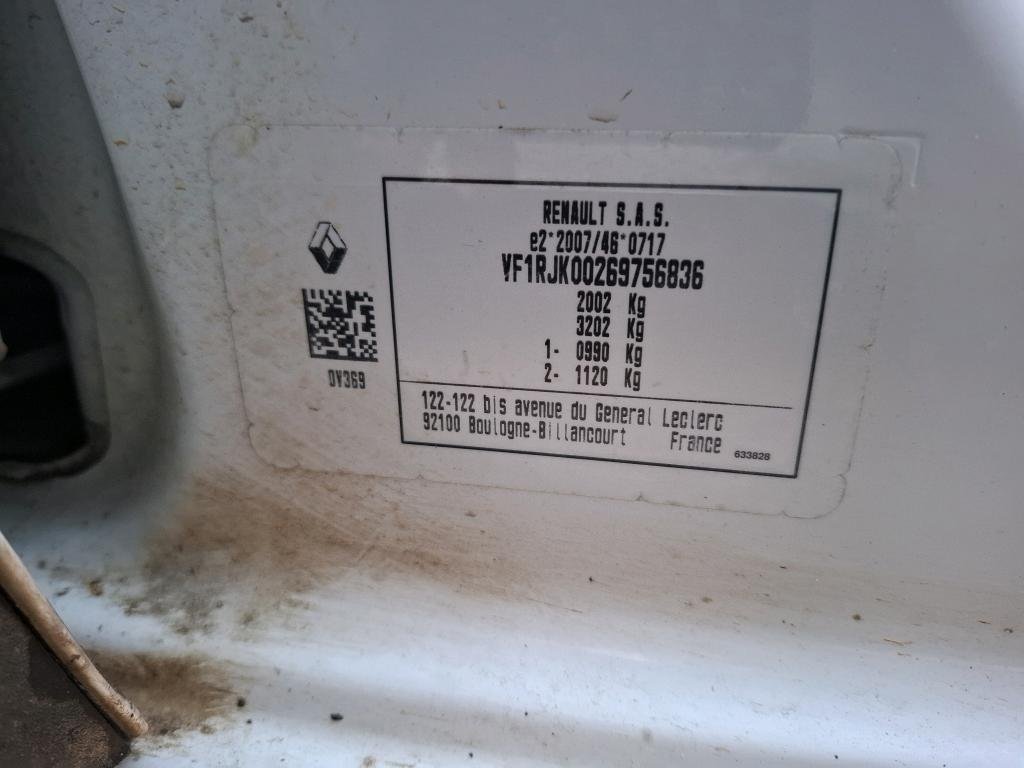 RENAULT S.A.S.
e2*2007/46*0717
VF1RJK00269756836
2002 Kg
3202 Kg
1- 0990 Kg
2- 1120 Kg
DV369
122-122 bis avenue du General Leclerc
92100 Boulogne-Billancourt France
633828